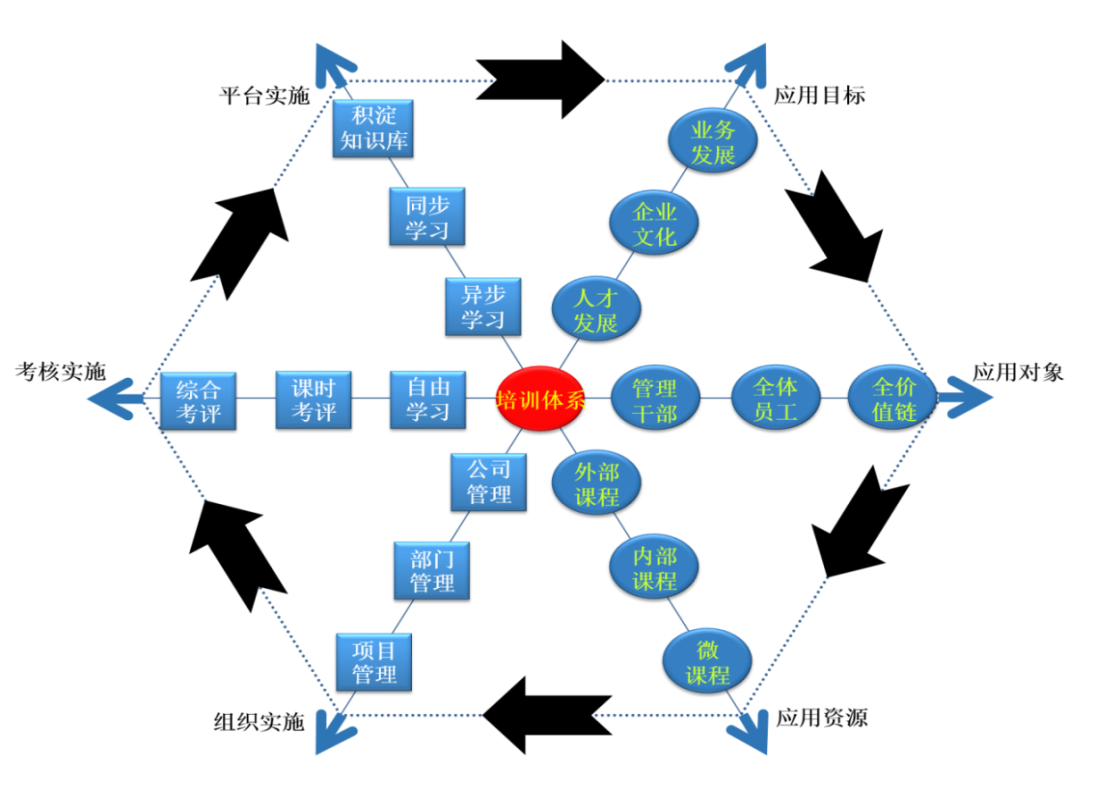 平台实施
应用目标
积淀
知识库
业务
发展
同步
学习
企业
文化
异步
学习
人才
发展
考核实施
应用对象
综合
考评
课时
考评
自由
学习
培训体系
管理
干部
全体
员工
全价
值链
公司
管理
外部
课程
部门
管理
内部
课程
项目
管理
微
课程
组织实施
应用资源